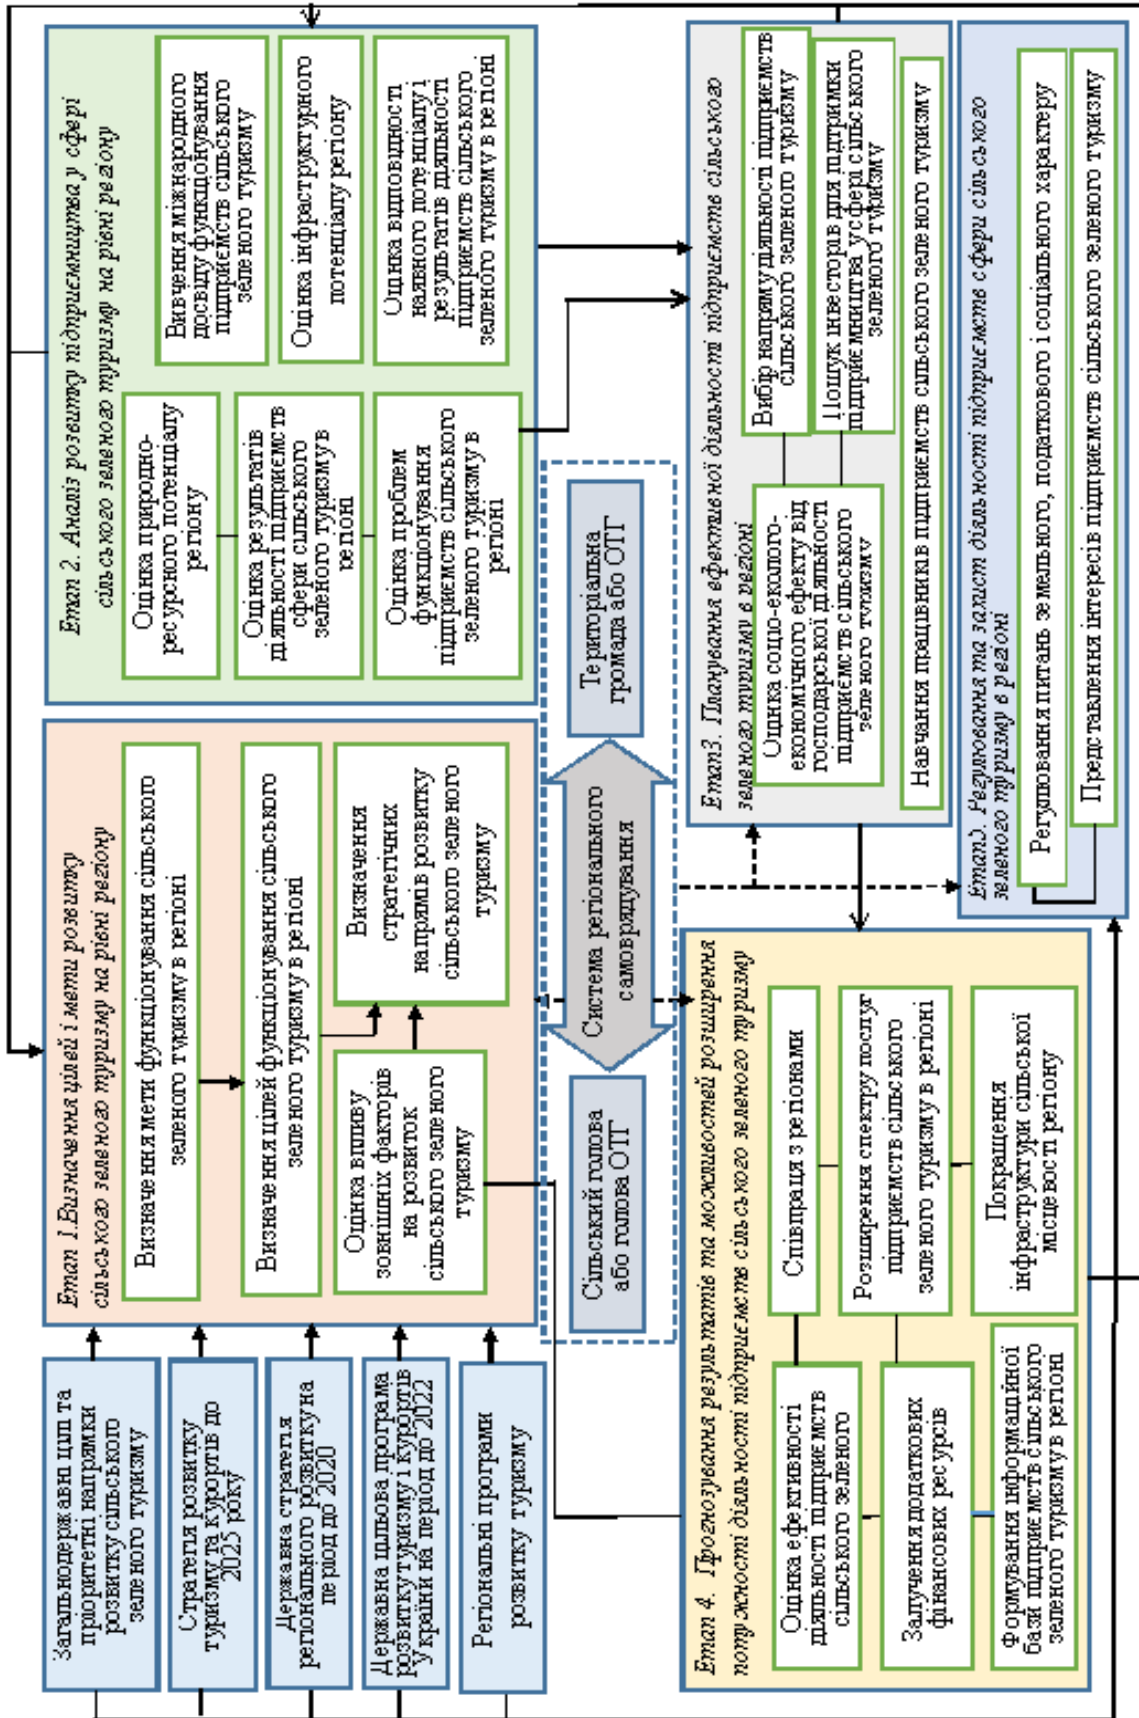 Загальнодержавні цілі та
пріоритетні напрямки
розвитку сільського
зеленого туризму
Стратегія розвитку
туризму та курортів до
2025 року
Державна стратегія
регіонального розвитку на
період до 2020
Державна цільова програма
розвитку туризму і курортів
України на період до 2022
Регіональні програми
розвитку туризму
Етап 1.Визначення цілей і мети розвитку
сільського зеленого туризму на рівні регіону
Визначення мети функціонування сільського
зеленого туризму в регіоні
Визначення цілей функціонування сільського
зеленого туризму в регіоні
Оцінка впливу
зовнішніх факторів
на розвиток
сільського зеленого
туризму
Визначення
стратегічних
напрямів розвитку
сільського зеленого
туризму
Етап 2. Аналіз розвитку підприємництва у сфері
сільського зеленого туризму на рівні регіону
Оцінка природно-
ресурсного потенціалу
регіону
Вивчення міжнародного
досвіду функціонування
підприємств сільського
зеленого туризму
Оцінка результатів
діяльності підприємств
сфери сільського
зеленого туризму в
регіоні
Оцінка інфраструктурного
потенціалу регіону
Оцінка проблем
функціонування
підприємств сільського
зеленого туризму в
регіоні
Оцінка відповідності
наявного потенціалу і
результатів діяльності
підприємств сільського
зеленого туризму в регіоні
Сільський голова
або голова ОТГ
Система регіонального
самоврядування
Територіальна
громада або ОТГ
Етап 4. Прогнозування результатів та можливостей розширення
потужності діяльності підприємств сільського зеленого туризму
Оцінка ефективності
діяльності підприємств
сільського зеленого
Співпраця з регіонами
Залучення додаткових
фінансових ресурсів
Розширення спектру послуг
підприємств сільського
зеленого туризму в регіоні
Формування інформаційної
бази підприємств сільського
зеленого туризму в регіоні
Покращення
інфраструктури сільської
місцевості регіону
Етап3. Планування ефективної діяльності підприємств сільського
зеленого туризму в регіоні
Оцінка соціо-еколого-
економічного ефекту від
господарської діяльності
підприємств сільського
зеленого туризму
Вибір напряму діяльності підприємств
сільського зеленого туризму
Пошук інвесторів для підтримки
підприємництва у сфері сільського
зеленого туризму
Навчання працівників підприємств сільського зеленого туризму
Регулювання та захист діяльності підприємств сфери сільського
зеленого туризму в регіоні
Регулювання питань земельного, податкового і соціального характеру
Представлення інтересів підприємств сільського зеленого туризму